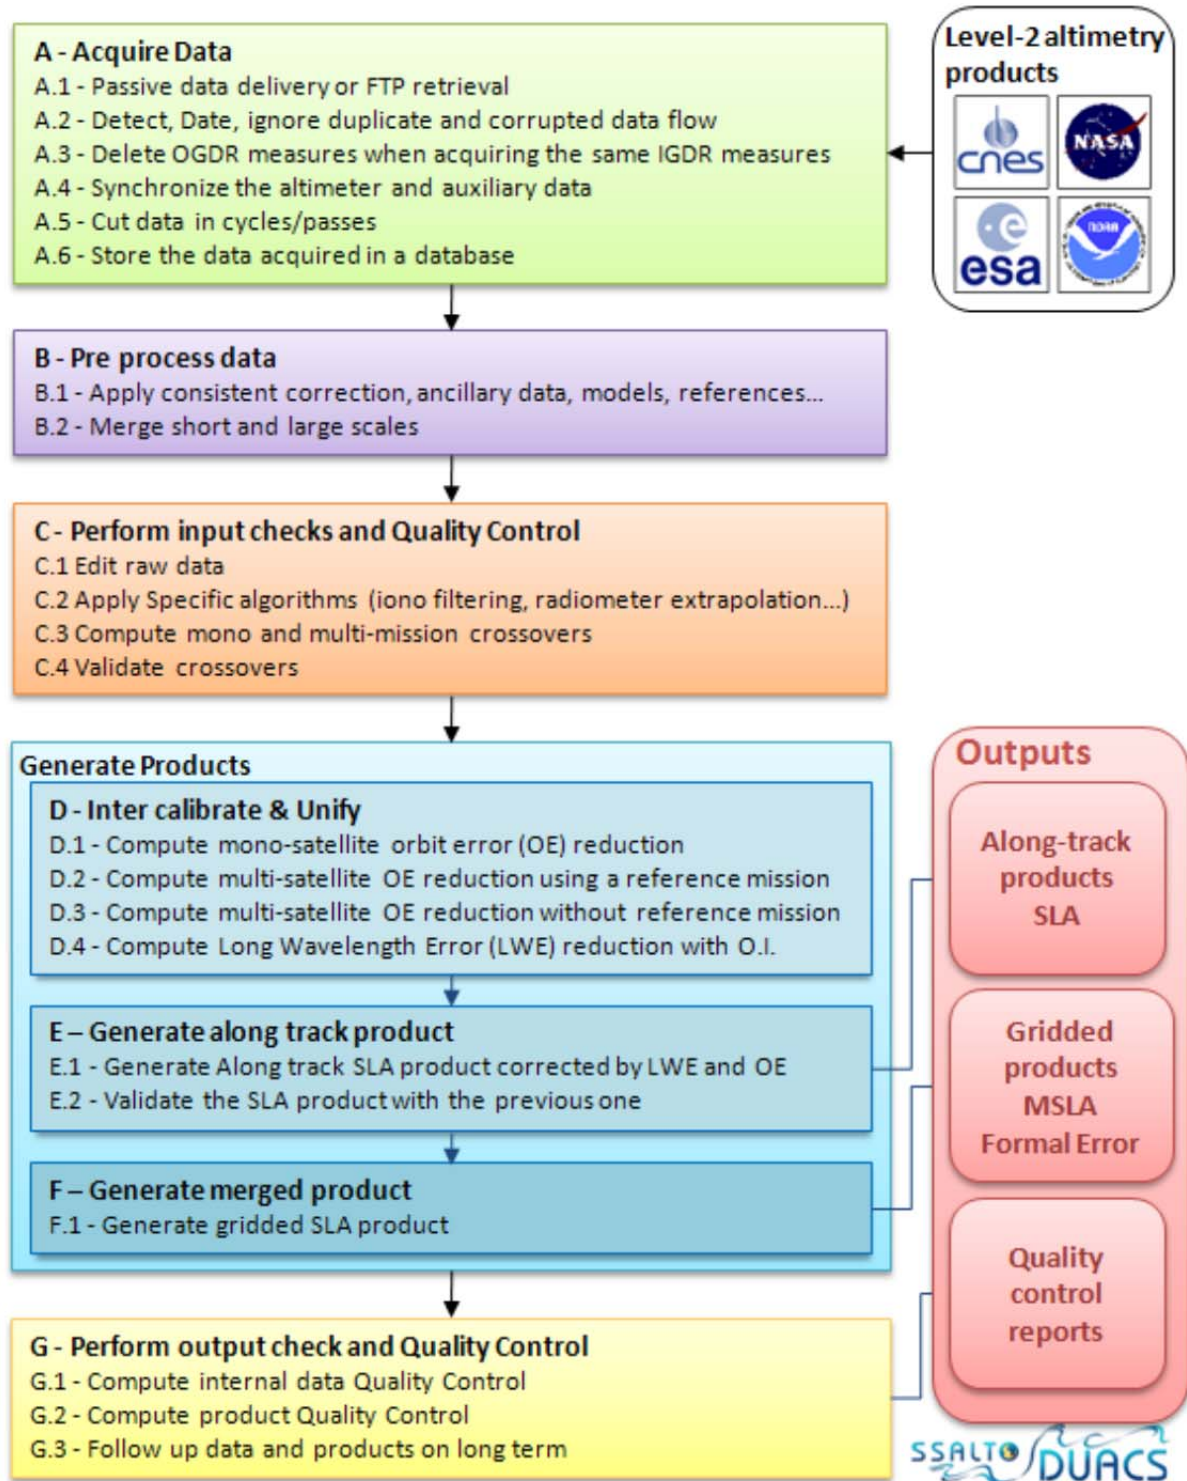 A - Acquire Data
A.1 - Passive data delivery or FTP retrieval
A.2 - Detect, Date, ignore duplicate and corrupted data flow
A.3 - Delete OGDR measures when acquiring the same IGDR measures
A.4 - Synchronize the altimeter and auxiliary data
A.5 - Cut data in cycles/passes
A.6 - Store the data acquired in a database
Level-2 altimetry
products
cnes
NASA
esa
noaa
B - Pre process data
B.1 - Apply consistent correction, ancillary data, models, references...
B.2 - Merge short and large scales
C - Perform input checks and Quality Control
C.1 Edit raw data
C.2 Apply Specific algorithms (iono filtering, radiometer extrapolation...)
C.3 Compute mono and multi-mission crossovers
C.4 Validate crossovers
Generate Products
D - Inter calibrate & Unify
D.1 - Compute mono-satellite orbit error (OE) reduction
D.2 - Compute multi-satellite OE reduction using a reference mission
D.3 - Compute multi-satellite OE reduction without reference mission
D.4 - Compute Long Wavelength Error (LWE) reduction with O.I.
E – Generate along track product
E.1 - Generate Along track SLA product corrected by LWE and OE
E.2 - Validate the SLA product with the previous one
F – Generate merged product
F.1 - Generate gridded SLA product
Outputs
Along-track
products
SLA
Gridded
products
MSLA
Formal Error
Quality
control
reports
G - Perform output check and Quality Control
G.1 - Compute internal data Quality Control
G.2 - Compute product Quality Control
G.3 - Follow up data and products on long term
SSALTO DUACS